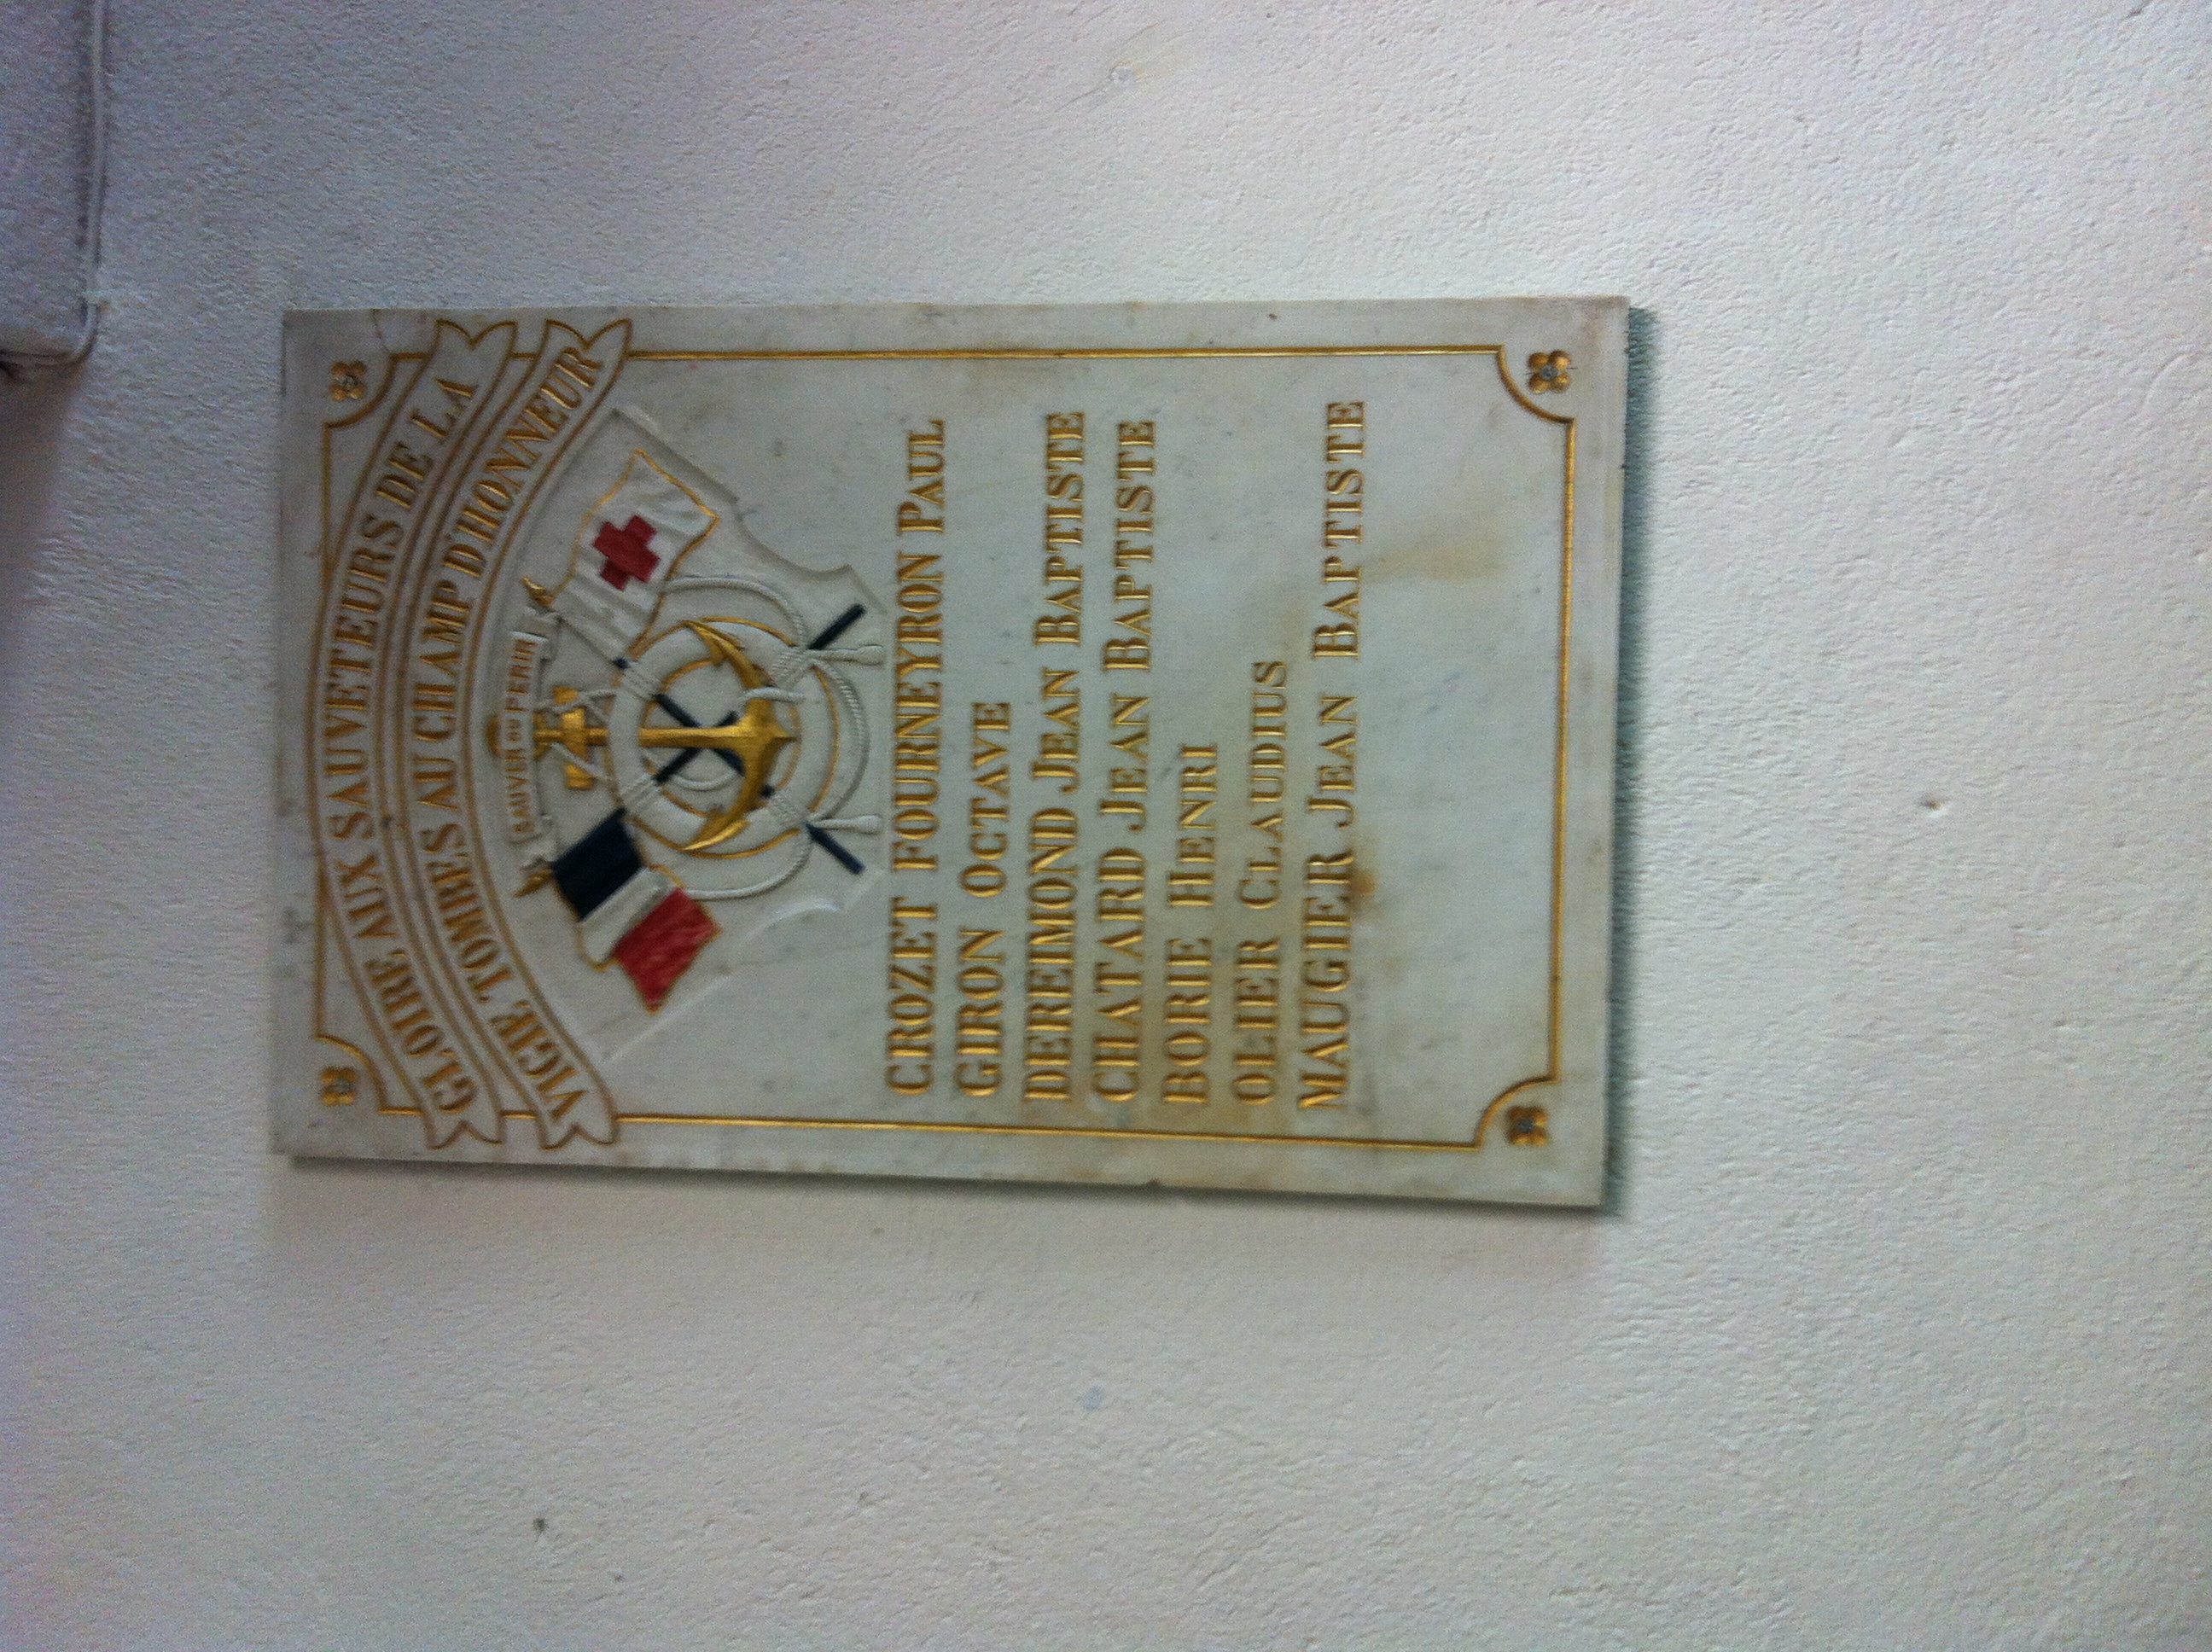 GLOIRE AUX SAUVETEURS DE LA
VIGIE TOMBÉS AU CHAMP D'HONNEUR
SAUVER OU PÉRIR
CROZET FOURNEYRON PAUL
GIRON OCTAVE
DEREIMOND JEAN BAPTISTE
CHATARD JEAN BAPTISTE
BORIE HENRI
OLIER CLAUDIUS
MAUGIER JEAN BAPTISTE